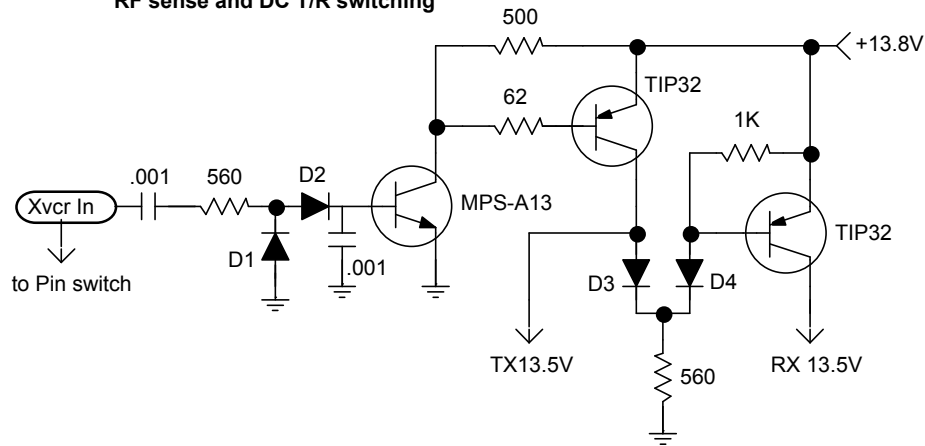 RF sense and DC T/R switching
500
+13.8V
TIP32
62
1K
.001
560
D2
Xvcr In
MPS-A13
TIP32
D1
.001
to Pin switch
D3
D4
TX13.5V
RX 13.5V
560